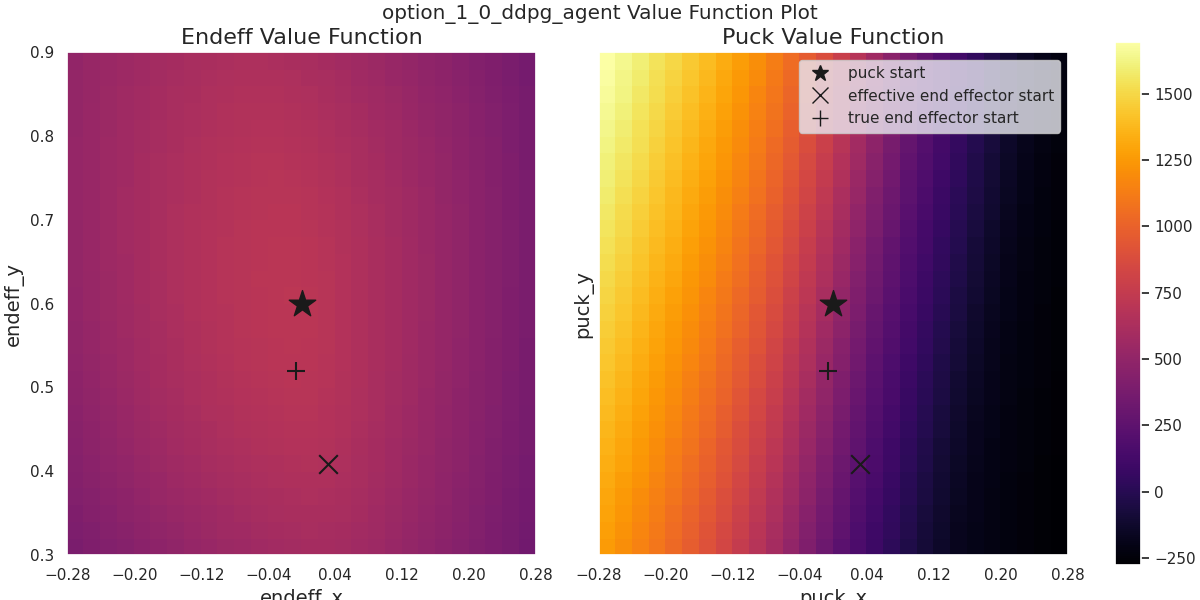 option_1_0_ddpg_agent Value Function Plot
Endeff Value Function
Puck Value Function
puck start
effective end effector start
true end effector start
endeff_y
0.9
0.8
0.7
0.6
0.5
0.4
0.3
−0.28 −0.20 −0.12 −0.04 0.04 0.12 0.20 0.28
endeff_x
puck_y
−0.28 −0.20 −0.12 −0.04 0.04 0.12 0.20 0.28
puck_x
1500
1250
1000
750
500
250
0
−250